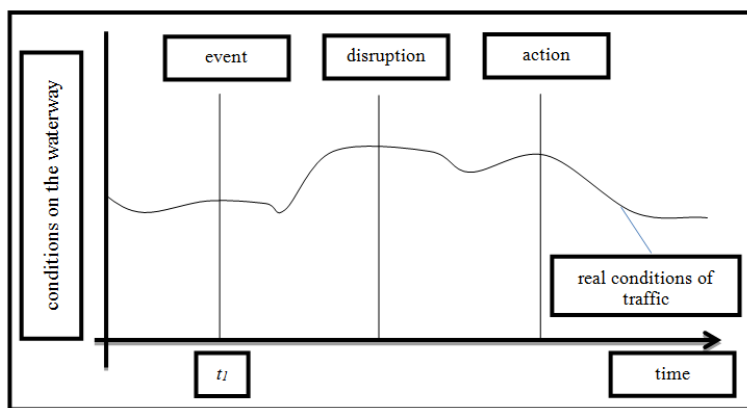 event
disruption
action
conditions on the waterway
real conditions of
traffic
t1
time